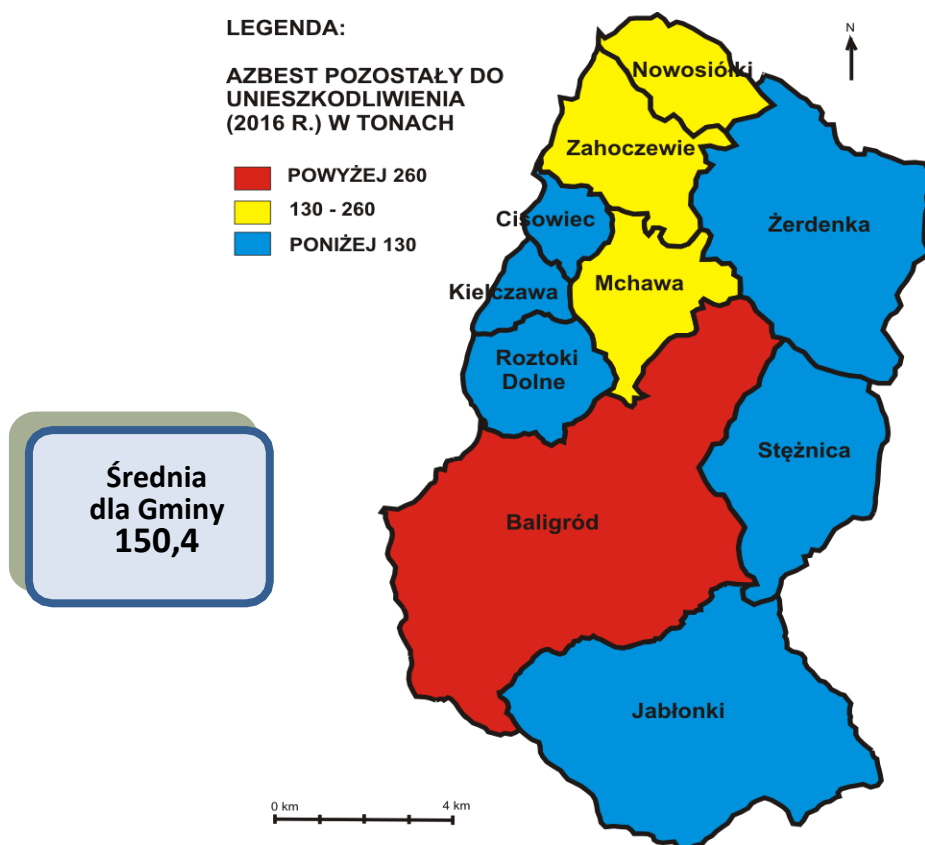 LEGENDA:
AZBEST POZOSTAŁY DO
UNIESZKODLIWIENIA
(2016 R.) W TONACH
POWYŻEJ 260
130 - 260
PONIŻEJ 130
N
Nowosiółki
Zahoczewie
Cisowiec
Żerdenka
Kielczawa
Mchawa
Roztoki
Dolne
Stężnica
Baligród
Jabłonki
Średnia
dla Gminy
150,4
0 km
4 km